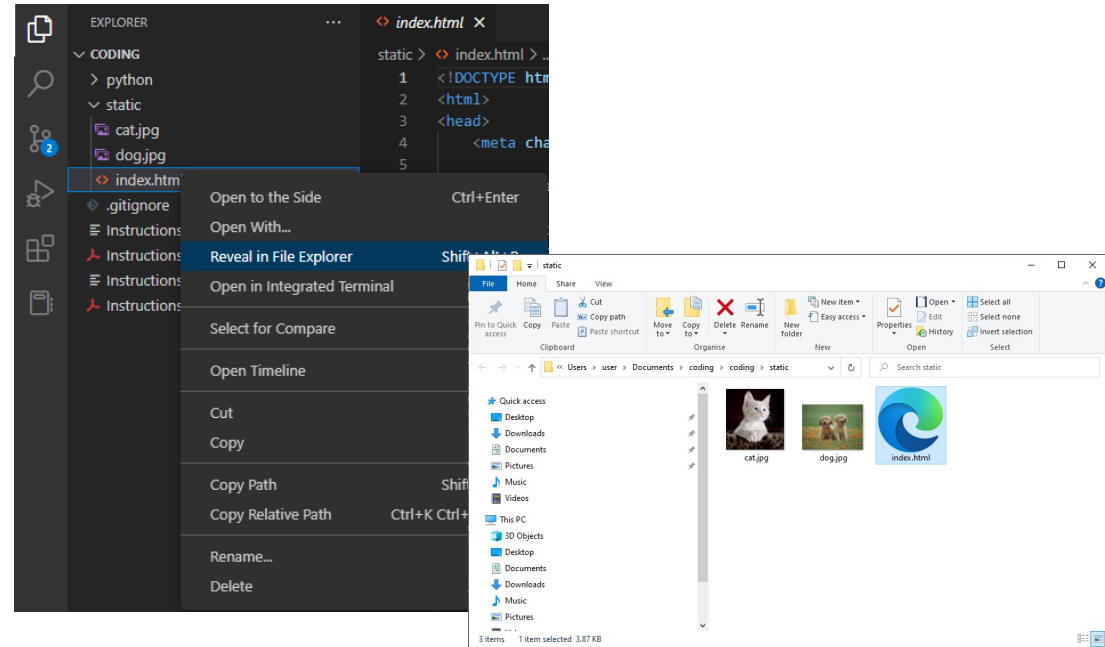 EXPLORER
CODING
python
static
cat.jpg
dog.jpg
index.htm
.gitignore
Instructions
Instructions
Instructions
Instructions
2
index.html
static > index.html > ..
1 <!DOCTYPE htm
2 <html>
3 <head>
4 <meta cha
5
Open to the Side Ctrl+Enter
Open With...
Reveal in File Explorer
Open in Integrated Terminal
Select for Compare
Open Timeline
Cut
Copy
Copy Path Shift
Copy Relative Path Ctrl+K Ctrl+
Rename...
Delete
static
File Home Share View
Pin to Quick access
Copy
Paste
Cut
Copy path
Paste shortcut
Clipboard
Move to
Copy to
Delete
Rename
Organise
New folder
New item
Easy access
New
Properties
Open
Edit
History
Open
Select all
Select none
Invert selection
Select
« Users > user > Documents > coding > coding > static
Search static
Quick access
Desktop
Downloads
Documents
Pictures
Music
Videos
This PC
3D Objects
Desktop
Documents
Downloads
Music
Pictures
cat.jpg
dog.jpg
index.html
3 items 1 item selected 3.87 KB